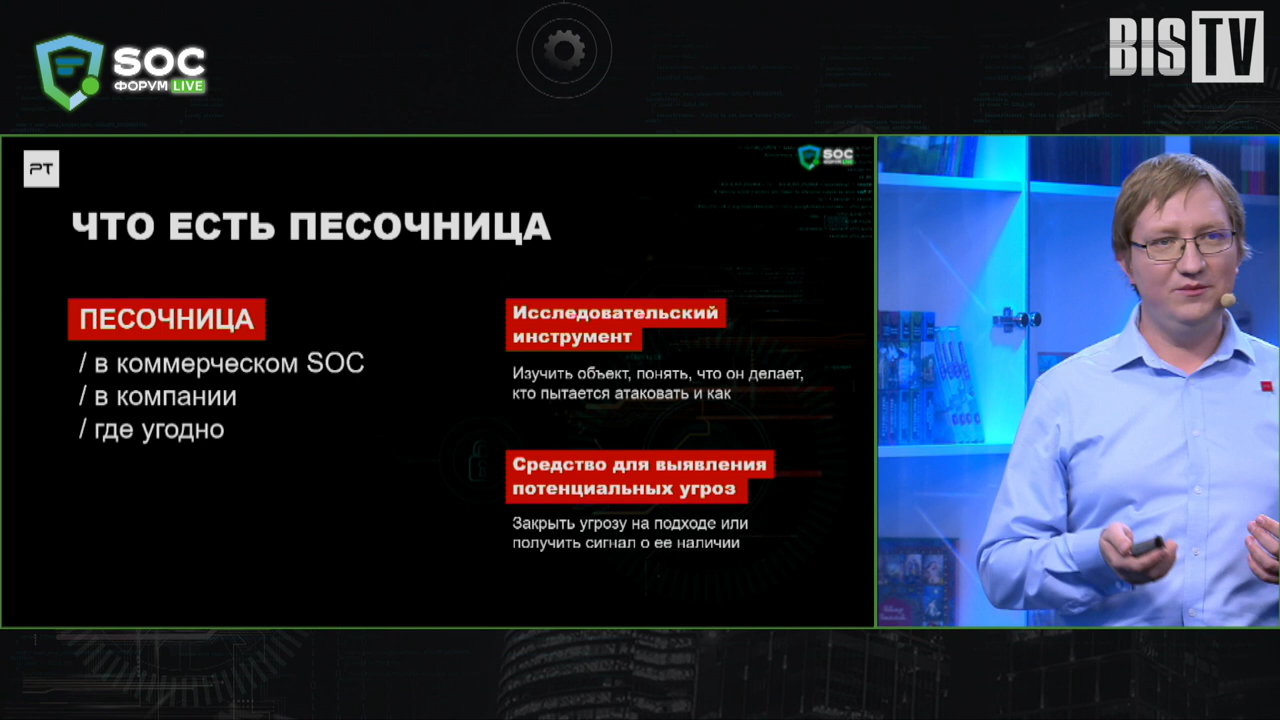 SOC
ФОРУМ LIVE
BIS TV
PT
SOC
ЧТО ЕСТЬ ПЕСОЧНИЦА
ПЕСОЧНИЦА
/ в коммерческом SOC
/ в компании
/ где угодно
Исследовательский
инструмент
Изучить объект, понять, что он делает,
кто пытается атаковать и как
Средство для выявления
потенциальных угроз
Закрыть угрозу на подходе или
получить сигнал о ее наличии